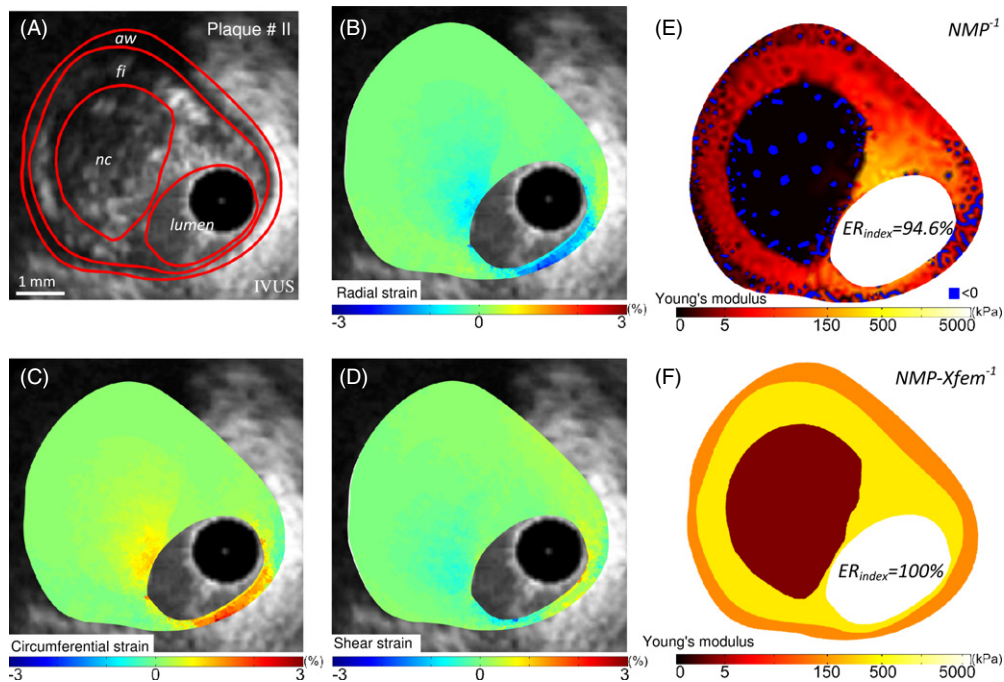 (A) Plaque # II
aw
fi
nc
lumen
1 mm
IVUS
(B)
Radial strain
(%)
-3 0 3
(E) NMP⁻¹
ER_index=94.6%
<0
Young's modulus
(kPa)
0 5 150 500 5000
(C)
Circumferential strain
(%)
-3 0 3
(D)
Shear strain
(%)
-3 0 3
(F) NMP-Xfem⁻¹
ER_index=100%
Young's modulus
(kPa)
0 5 150 500 5000